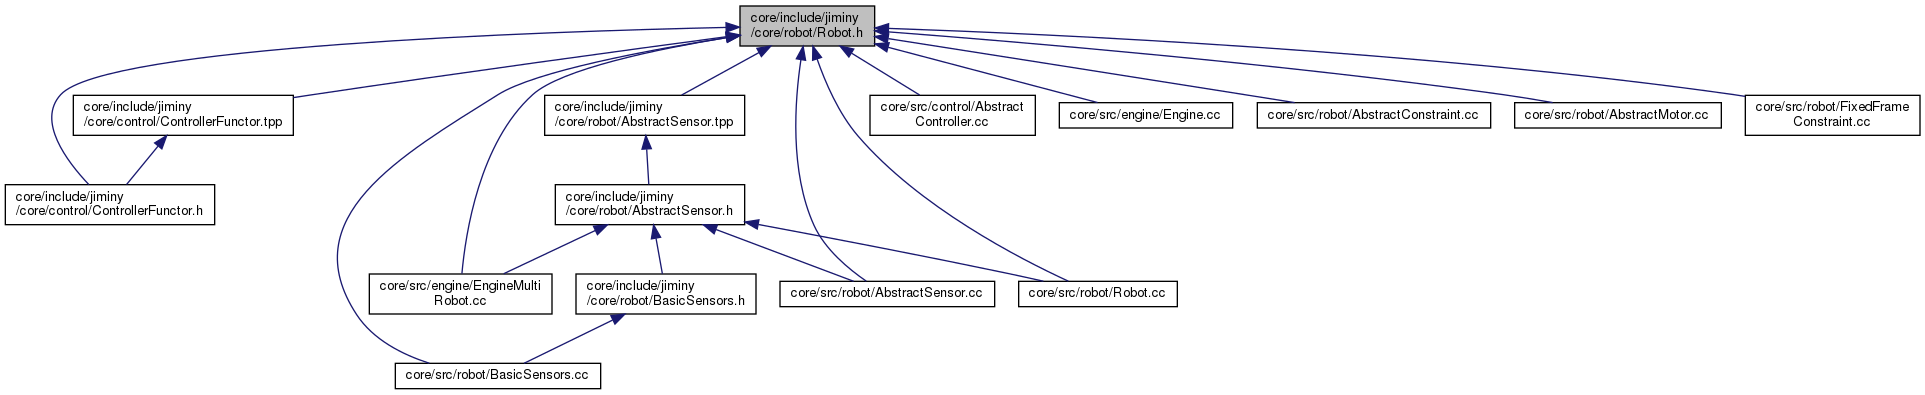 core/include/jiminy
/core/robot/Robot.h
core/include/jiminy
/core/control/ControllerFunctor.tpp
core/include/jiminy
/core/robot/AbstractSensor.tpp
core/src/control/Abstract
Controller.cc
core/src/engine/Engine.cc
core/src/robot/AbstractConstraint.cc
core/src/robot/AbstractMotor.cc
core/src/robot/FixedFrame
Constraint.cc
core/include/jiminy
/core/control/ControllerFunctor.h
core/include/jiminy
/core/robot/AbstractSensor.h
core/src/engine/EngineMulti
Robot.cc
core/include/jiminy
/core/robot/BasicSensors.h
core/src/robot/AbstractSensor.cc
core/src/robot/Robot.cc
core/src/robot/BasicSensors.cc